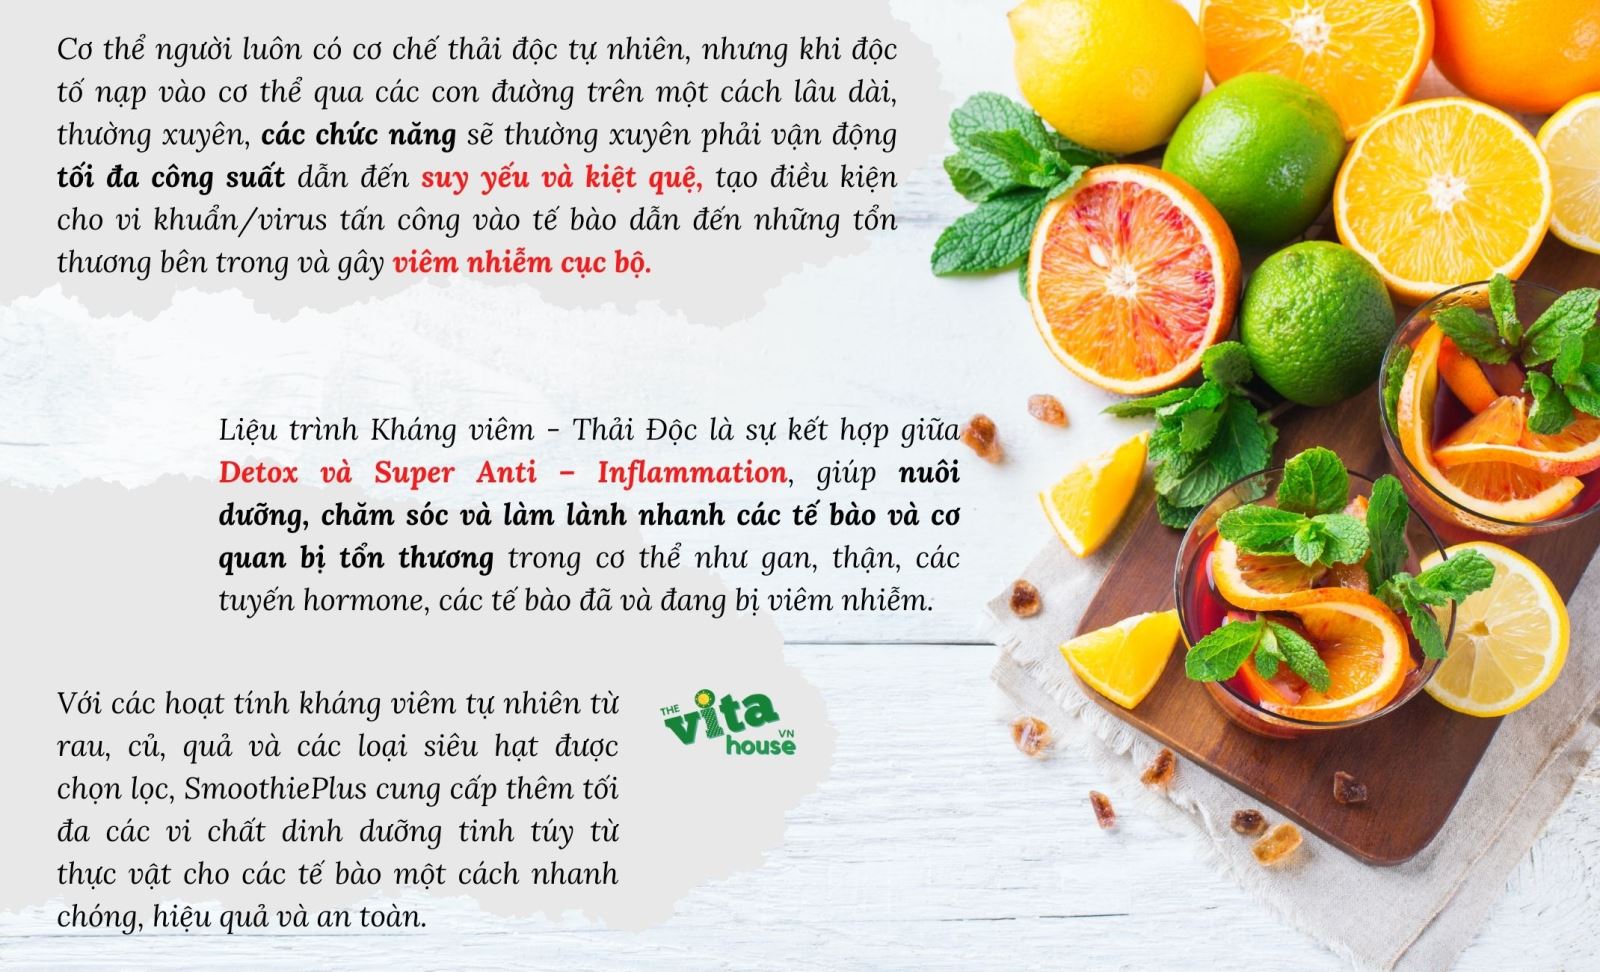 Cơ thể người luôn có cơ chế thải độc tự nhiên, nhưng khi độc
tố nạp vào cơ thể qua các con đường trên một cách lâu dài,
thường xuyên, các chức năng sẽ thường xuyên phải vận động
tối đa công suất dẫn đến suy yếu và kiệt quệ, tạo điều kiện
cho vi khuẩn/virus tấn công vào tế bào dẫn đến những tổn
thương bên trong và gây viêm nhiễm cục bộ.
Liệu trình Kháng viêm - Thải Độc là sự kết hợp giữa
Detox và Super Anti – Inflammation, giúp nuôi
dưỡng, chăm sóc và làm lành nhanh các tế bào và cơ
quan bị tổn thương trong cơ thể như gan, thận, các
tuyến hormone, các tế bào đã và đang bị viêm nhiễm.
Với các hoạt tính kháng viêm tự nhiên từ
rau, củ, quả và các loại siêu hạt được
chọn lọc, SmoothiePlus cung cấp thêm tối
đa các vi chất dinh dưỡng tinh túy từ
thực vật cho các tế bào một cách nhanh
chóng, hiệu quả và an toàn.
THE
vita
VN
house